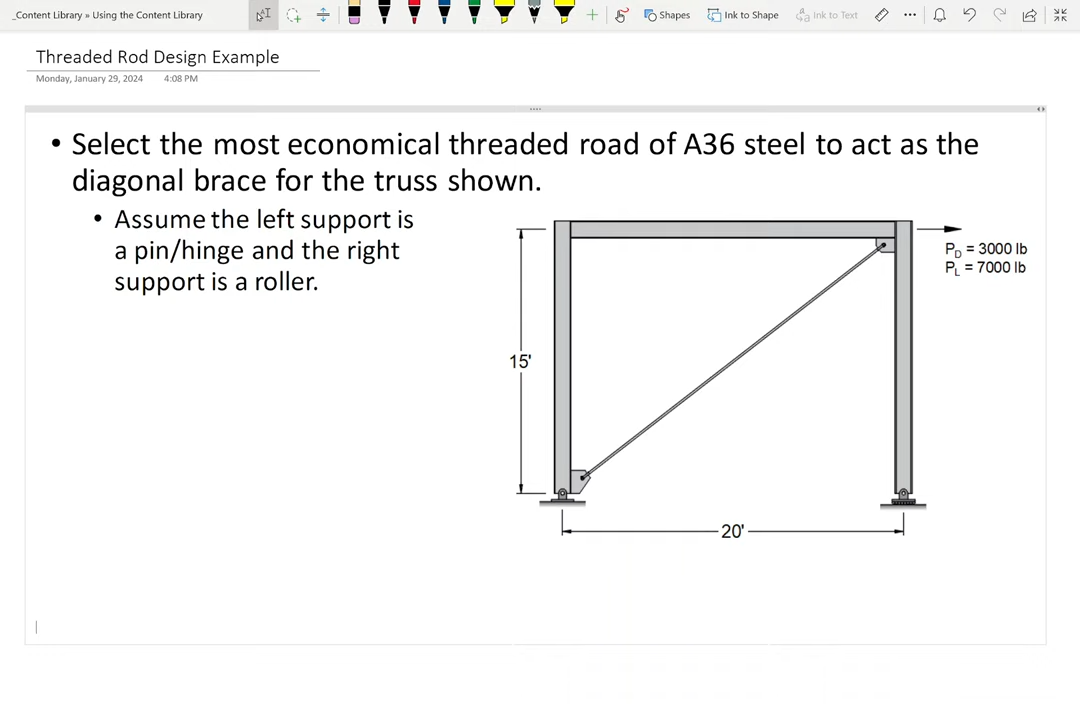 _Content Library » Using the Content Library
Shapes
Ink to Shape
Ink to Text
Threaded Rod Design Example
Monday, January 29, 2024 4:08 PM
• Select the most economical threaded road of A36 steel to act as the
diagonal brace for the truss shown.
• Assume the left support is
a pin/hinge and the right
support is a roller.
P_D = 3000 lb
P_L = 7000 lb
15'
20'